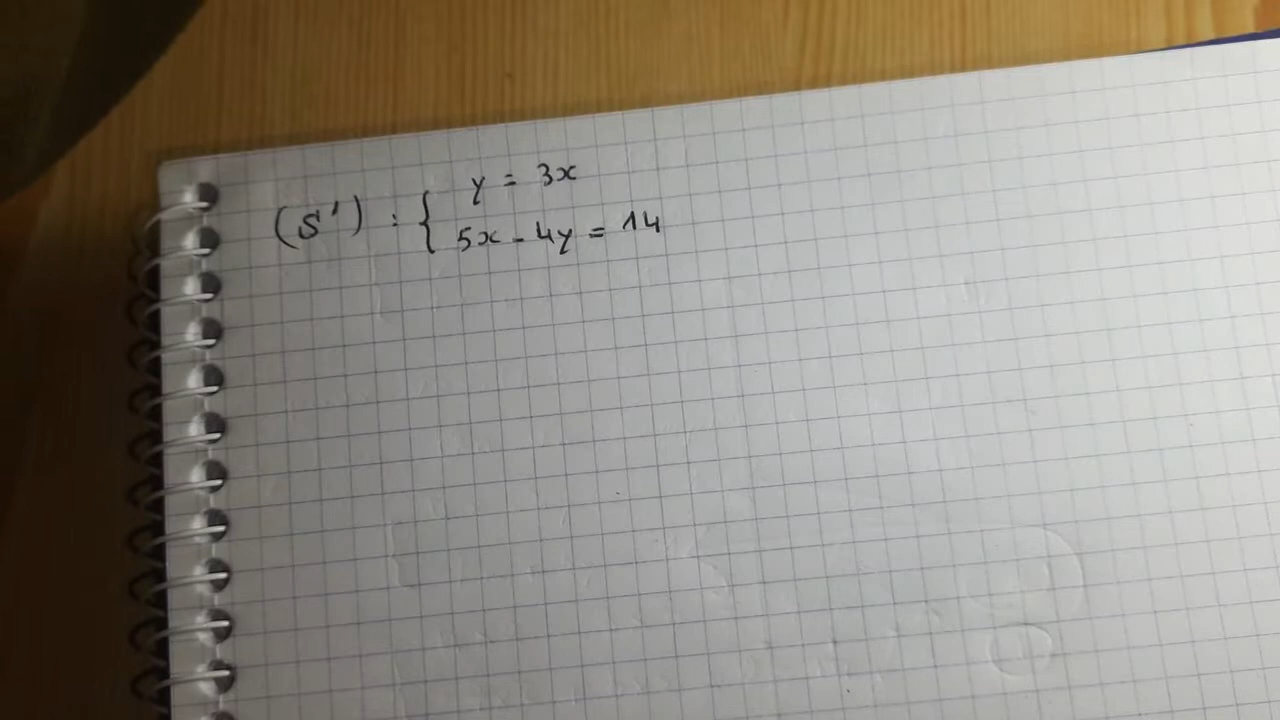 (S') : { y = 3x
5x - 4y = 14